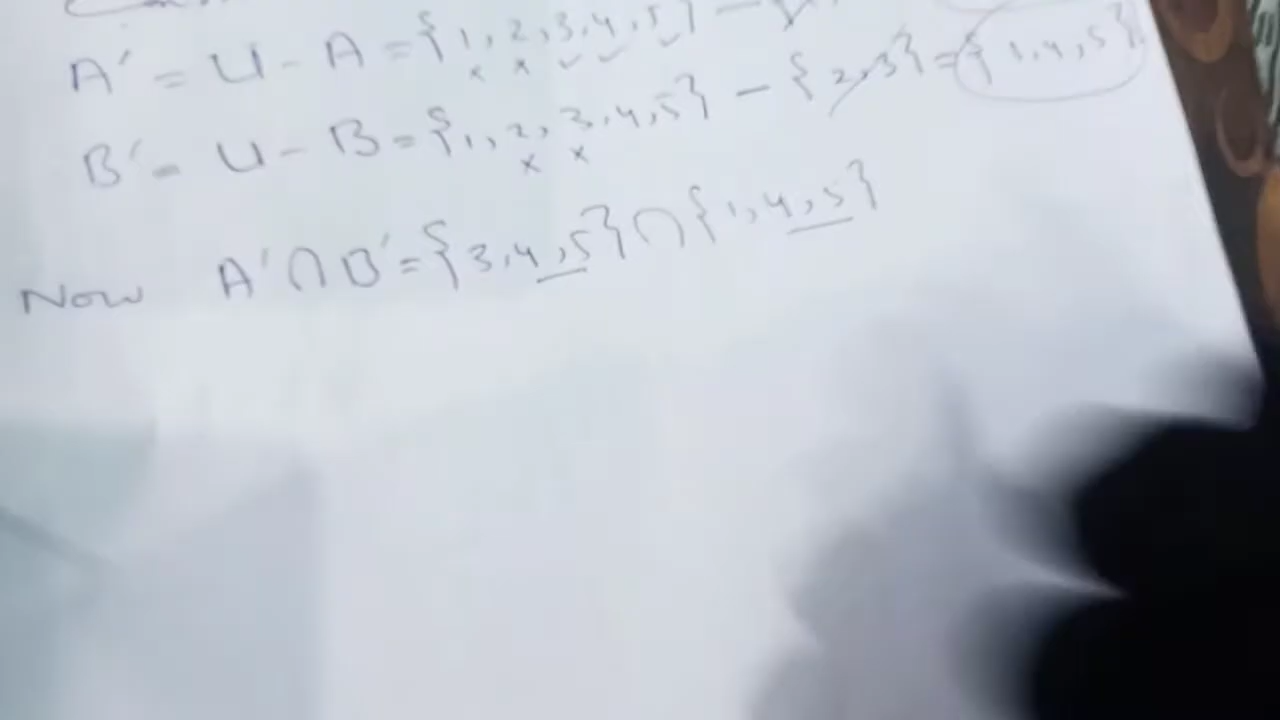 A' = U - A = {1, 2, 3, 4, 5} -
B' = U - B = {1, 2, 3, 4, 5} - {2, 3} = {1, 4, 5}
Now A' ∩ B' = {3, 4, 5} ∩ {1, 4, 5}